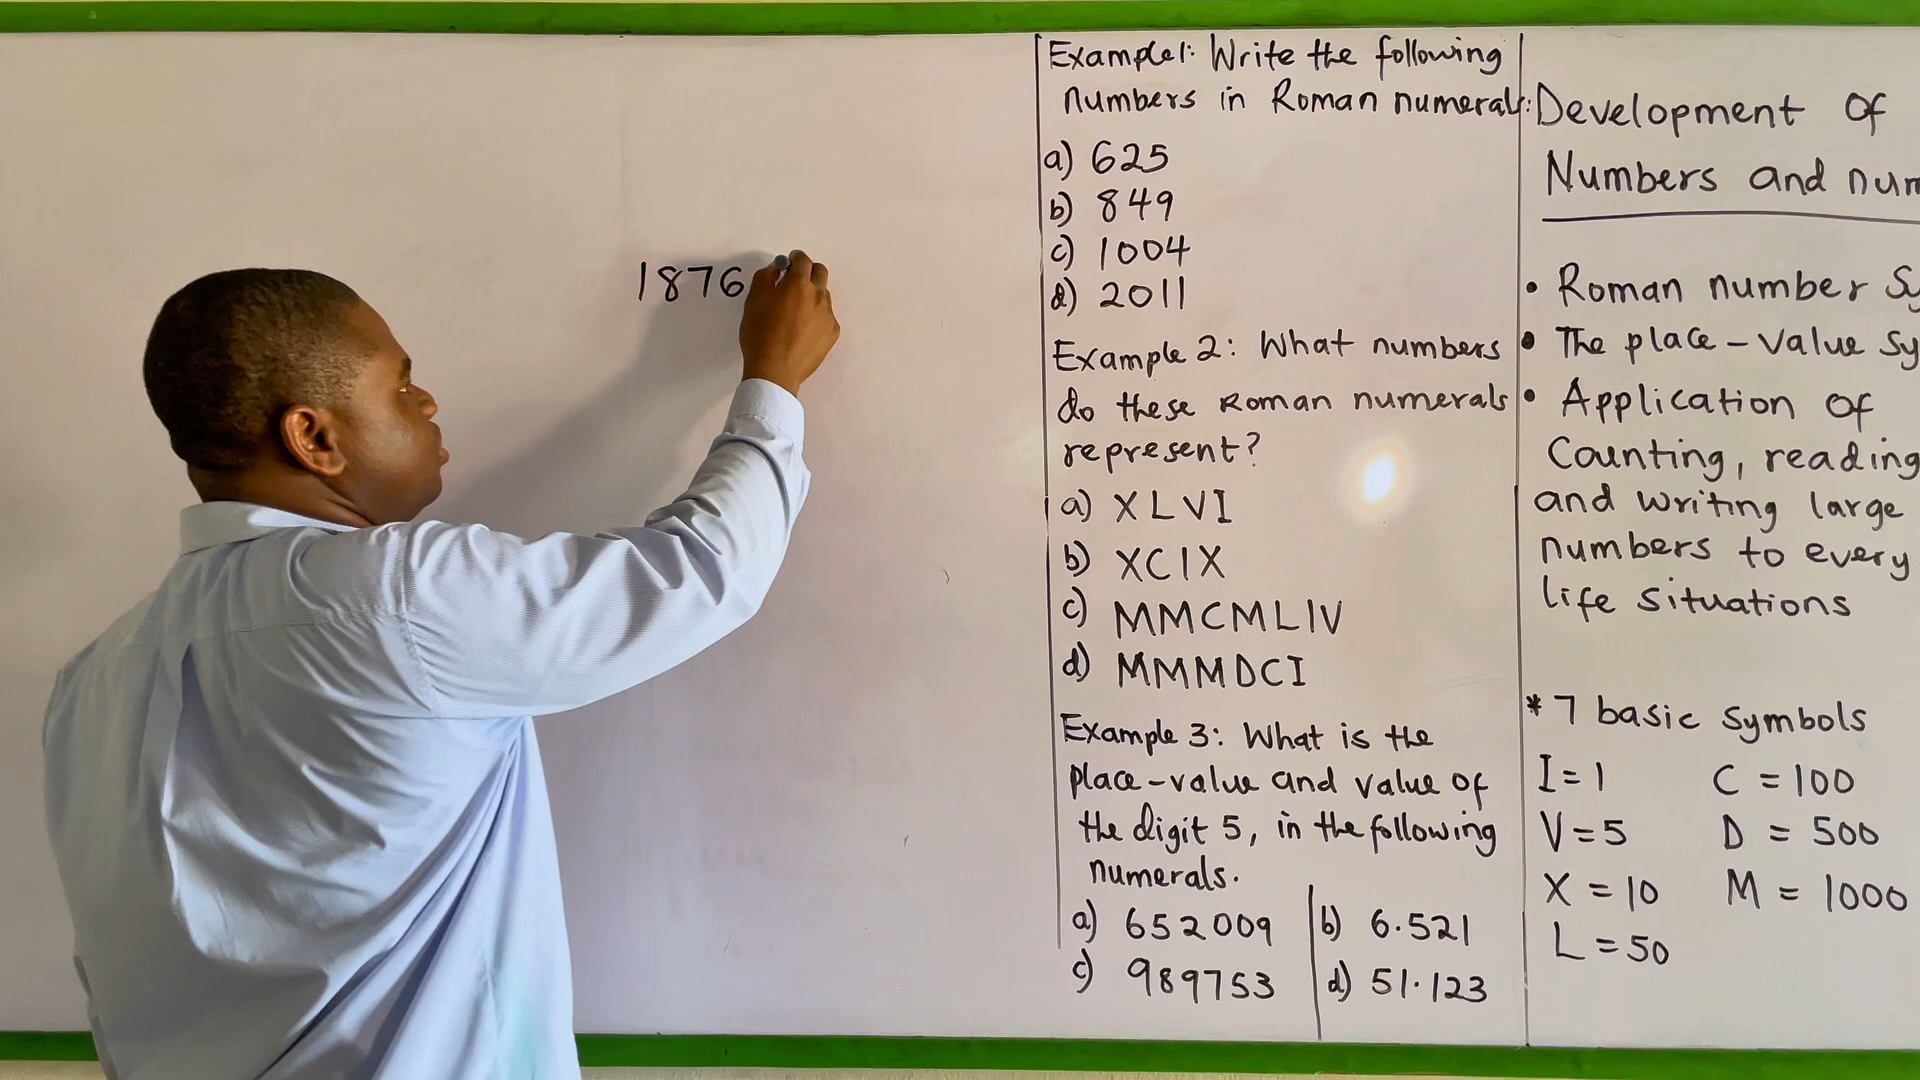 1876
Example1: Write the following
numbers in Roman numerals:
a) 625
b) 849
c) 1004
d) 2011
Example 2: What numbers
do these Roman numerals
represent?
a) XLVI
b) XCIX
c) MMCMLIV
d) MMMDCI
Example 3: What is the
place-value and value of
the digit 5, in the following
numerals.
a) 652009
b) 6.521
c) 989753
d) 51.123
Development of
Numbers and num
• Roman number Sy
• The place-value sy
• Application of
Counting, reading
and writing large
numbers to every
life situations
* 7 basic symbols
I = 1 C = 100
V = 5 D = 500
X = 10 M = 1000
L = 50